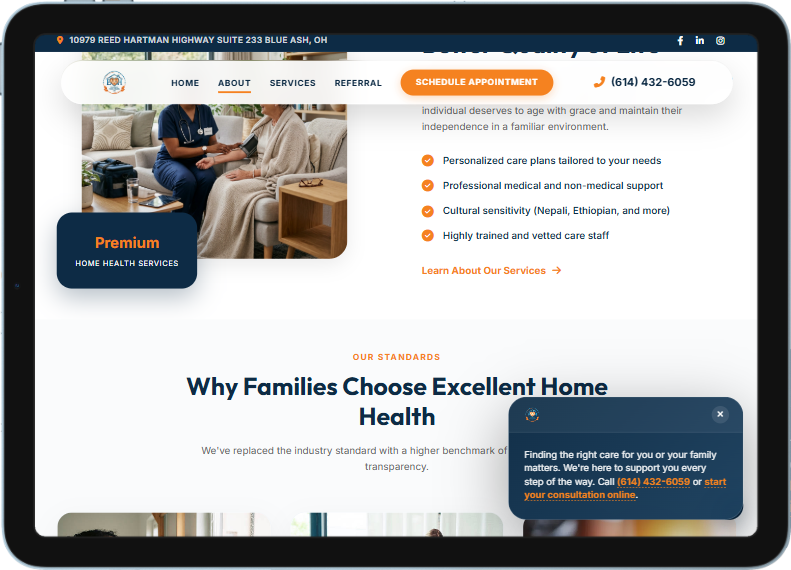 10979 REED HARTMAN HIGHWAY SUITE 233 BLUE ASH, OH
HOME ABOUT SERVICES REFERRAL SCHEDULE APPOINTMENT (614) 432-6059
individual deserves to age with grace and maintain their
independence in a familiar environment.
Personalized care plans tailored to your needs
Professional medical and non-medical support
Cultural sensitivity (Nepali, Ethiopian, and more)
Highly trained and vetted care staff
Learn About Our Services
Premium
HOME HEALTH SERVICES
OUR STANDARDS
Why Families Choose Excellent Home
Health
We've replaced the industry standard with a higher benchmark of
transparency.
Finding the right care for you or your family
matters. We're here to support you every
step of the way. Call (614) 432-6059 or start
your consultation online.